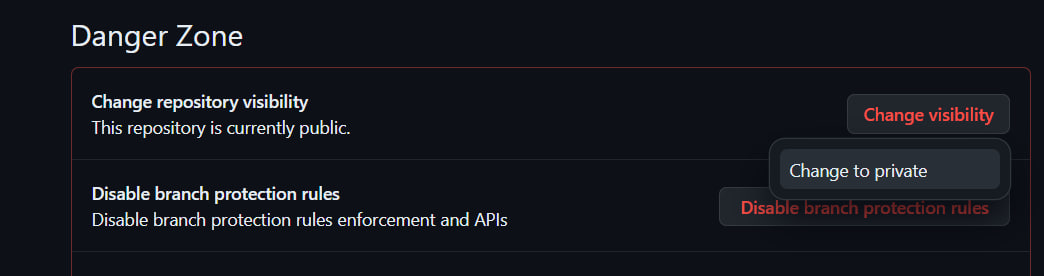 Danger Zone
Change repository visibility
This repository is currently public.
Change visibility
Change to private
Disable branch protection rules
Disable branch protection rules enforcement and APIs
Disable branch protection rules